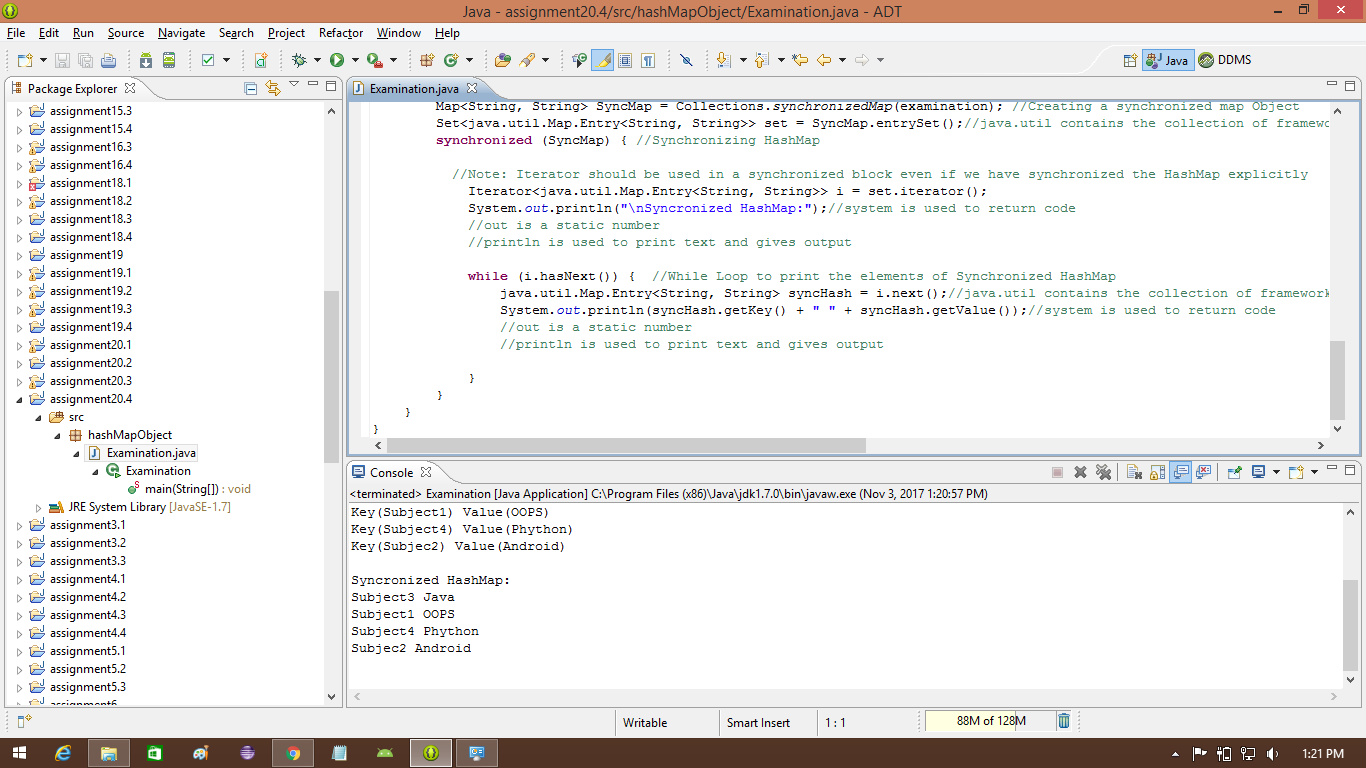 Java - assignment20.4/src/hashMapObject/Examination.java - ADT
File Edit Run Source Navigate Search Project Refactor Window Help
Java DDMS
Package Explorer
assignment15.3
assignment15.4
assignment16.3
assignment16.4
assignment18.1
assignment18.2
assignment18.3
assignment18.4
assignment19
assignment19.1
assignment19.2
assignment19.3
assignment19.4
assignment20.1
assignment20.2
assignment20.3
assignment20.4
src
hashMapObject
Examination.java
Examination
main(String[]) : void
JRE System Library [JavaSE-1.7]
assignment3.1
assignment3.2
assignment3.3
assignment4.1
assignment4.2
assignment4.3
assignment4.4
assignment5.1
assignment5.2
assignment5.3
assignment6
Examination.java
Map<String, String> SyncMap = Collections.synchronizedMap(examination); //Creating a synchronized map Object
Set<java.util.Map.Entry<String, String>> set = SyncMap.entrySet();//java.util contains the collection of framewo
synchronized (SyncMap) { //Synchronizing HashMap
//Note: Iterator should be used in a synchronized block even if we have synchronized the HashMap explicitly
Iterator<java.util.Map.Entry<String, String>> i = set.iterator();
System.out.println("\nSyncronized HashMap:");//system is used to return code
//out is a static number
//println is used to print text and gives output
while (i.hasNext()) { //While Loop to print the elements of Synchronized HashMap
java.util.Map.Entry<String, String> syncHash = i.next();//java.util contains the collection of framework
System.out.println(syncHash.getKey() + " " + syncHash.getValue());//system is used to return code
//out is a static number
//println is used to print text and gives output
}
}
}
}
Console
<terminated> Examination [Java Application] C:\Program Files (x86)\Java\jdk1.7.0\bin\javaw.exe (Nov 3, 2017 1:20:57 PM)
Key(Subject1) Value(OOPS)
Key(Subject4) Value(Phython)
Key(Subjec2) Value(Android)
Syncronized HashMap:
Subject3 Java
Subject1 OOPS
Subject4 Phython
Subjec2 Android
Writable Smart Insert 1 : 1 88M of 128M
1:21 PM